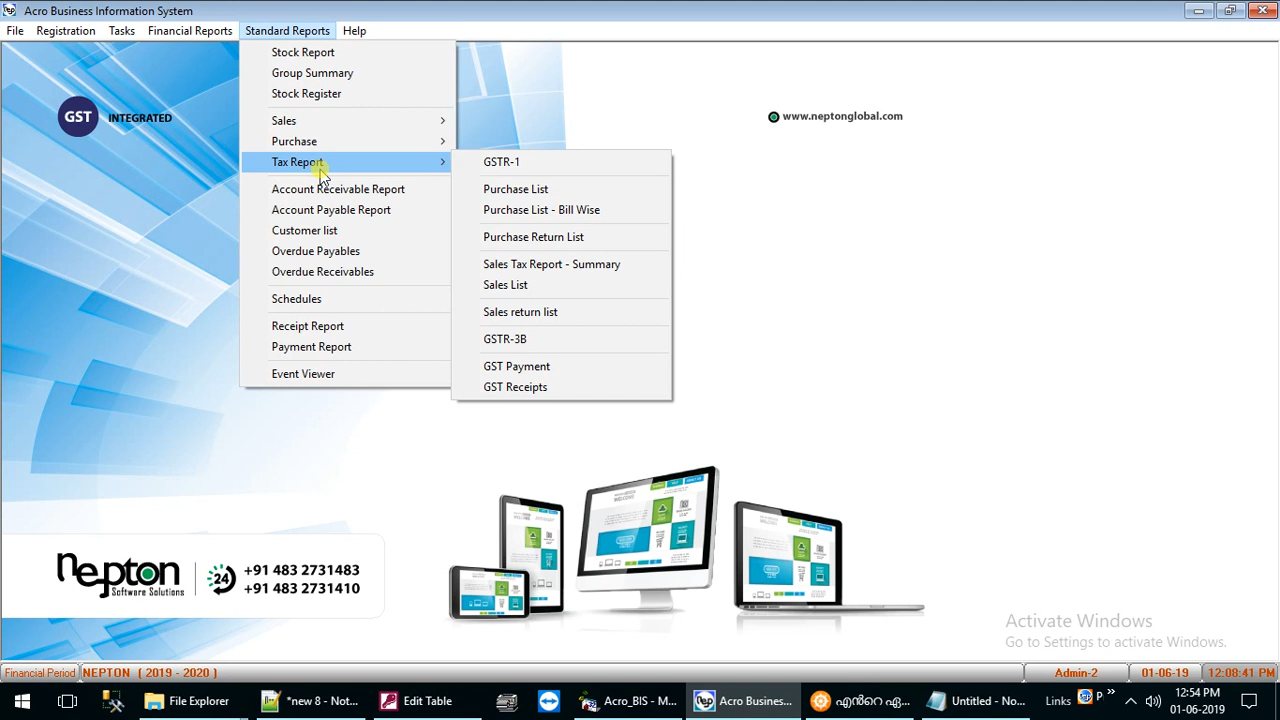 Acro Business Information System
File Registration Tasks Financial Reports Standard Reports Help
Stock Report
Group Summary
Stock Register
Sales
Purchase
Tax Report
Account Receivable Report
Account Payable Report
Customer list
Overdue Payables
Overdue Receivables
Schedules
Receipt Report
Payment Report
Event Viewer
GSTR-1
Purchase List
Purchase List - Bill Wise
Purchase Return List
Sales Tax Report - Summary
Sales List
Sales return list
GSTR-3B
GST Payment
GST Receipts
GST INTEGRATED
www.neptonglobal.com
nepton
Software Solutions
24
+91 483 2731483
+91 483 2731410
Activate Windows
Go to Settings to activate Windows.
Financial Period NEPTON ( 2019 - 2020 ) Admin-2 01-06-19 12:08:41 PM
File Explorer *new 8 - Not... Edit Table Acro_BIS - M... Acro Busines... എൻറെ ഏ... Untitled - No... Links P.. 12:54 PM
01-06-2019